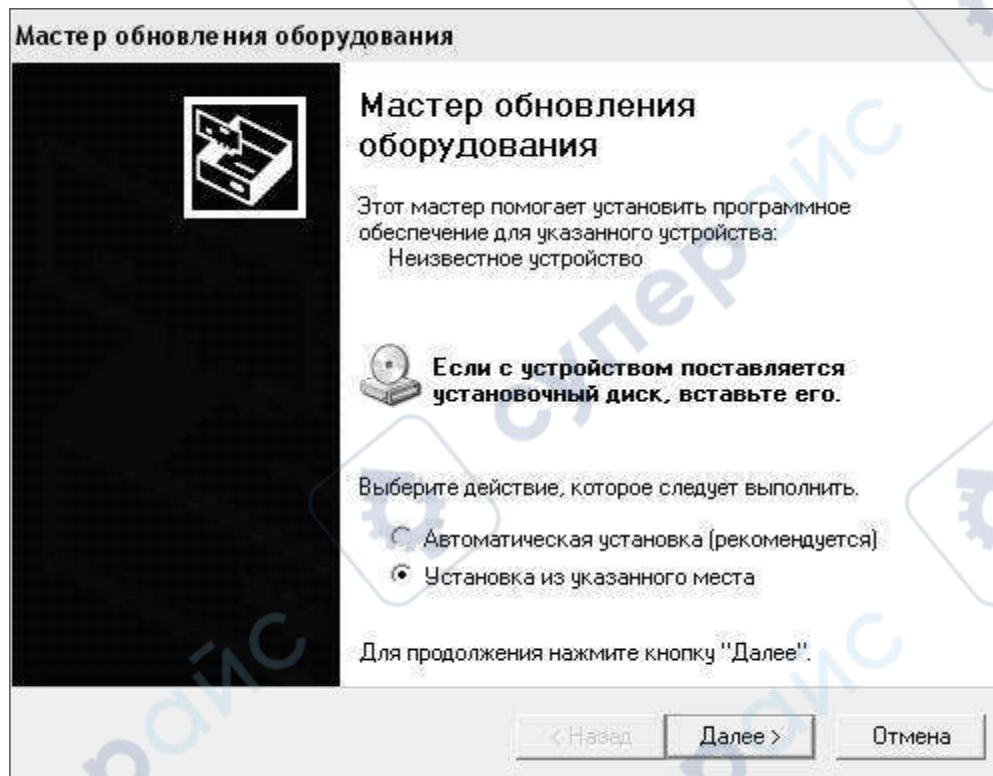 Мастер обновления оборудования
Мастер обновления
оборудования
Этот мастер помогает установить программное
обеспечение для указанного устройства:
Неизвестное устройство
Если с устройством поставляется
установочный диск, вставьте его.
Выберите действие, которое следует выполнить.
Автоматическая установка (рекомендуется)
Установка из указанного места
Для продолжения нажмите кнопку "Далее".
< Назад
Далее >
Отмена
суперайс